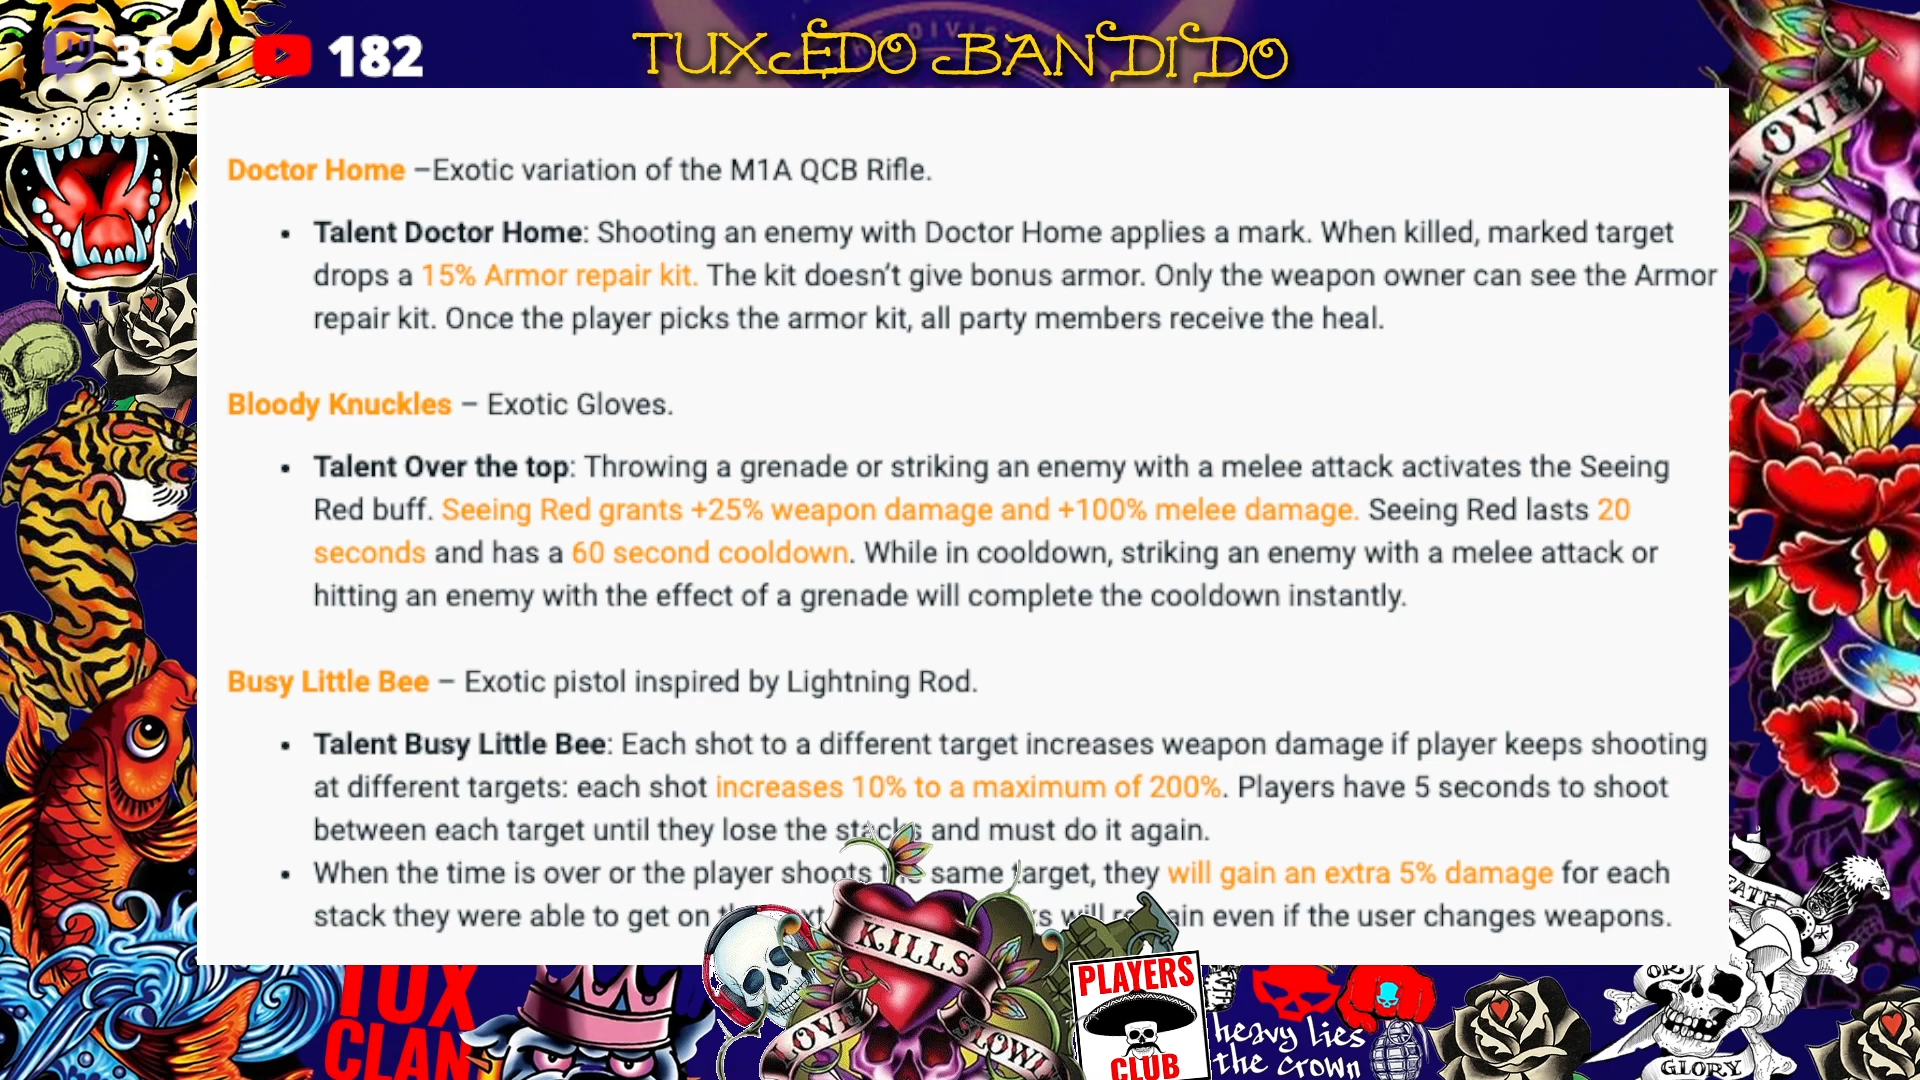 36
182
TUXEDO BANDIDO
THE DIVISI
LOVE
Doctor Home –Exotic variation of the M1A QCB Rifle.
• Talent Doctor Home: Shooting an enemy with Doctor Home applies a mark. When killed, marked target
drops a 15% Armor repair kit. The kit doesn't give bonus armor. Only the weapon owner can see the Armor
repair kit. Once the player picks the armor kit, all party members receive the heal.
Bloody Knuckles – Exotic Gloves.
• Talent Over the top: Throwing a grenade or striking an enemy with a melee attack activates the Seeing
Red buff. Seeing Red grants +25% weapon damage and +100% melee damage. Seeing Red lasts 20
seconds and has a 60 second cooldown. While in cooldown, striking an enemy with a melee attack or
hitting an enemy with the effect of a grenade will complete the cooldown instantly.
Busy Little Bee – Exotic pistol inspired by Lightning Rod.
• Talent Busy Little Bee: Each shot to a different target increases weapon damage if player keeps shooting
at different targets: each shot increases 10% to a maximum of 200%. Players have 5 seconds to shoot
between each target until they lose the stacks and must do it again.
• When the time is over or the player shoots the same target, they will gain an extra 5% damage for each
stack they were able to get on will remain even if the user changes weapons.
KILLS
LOVE
SLOWL
TUX
CLAN
PLAYERS
CLUB
heavy lies
the crown
EATH
OR
GLORY